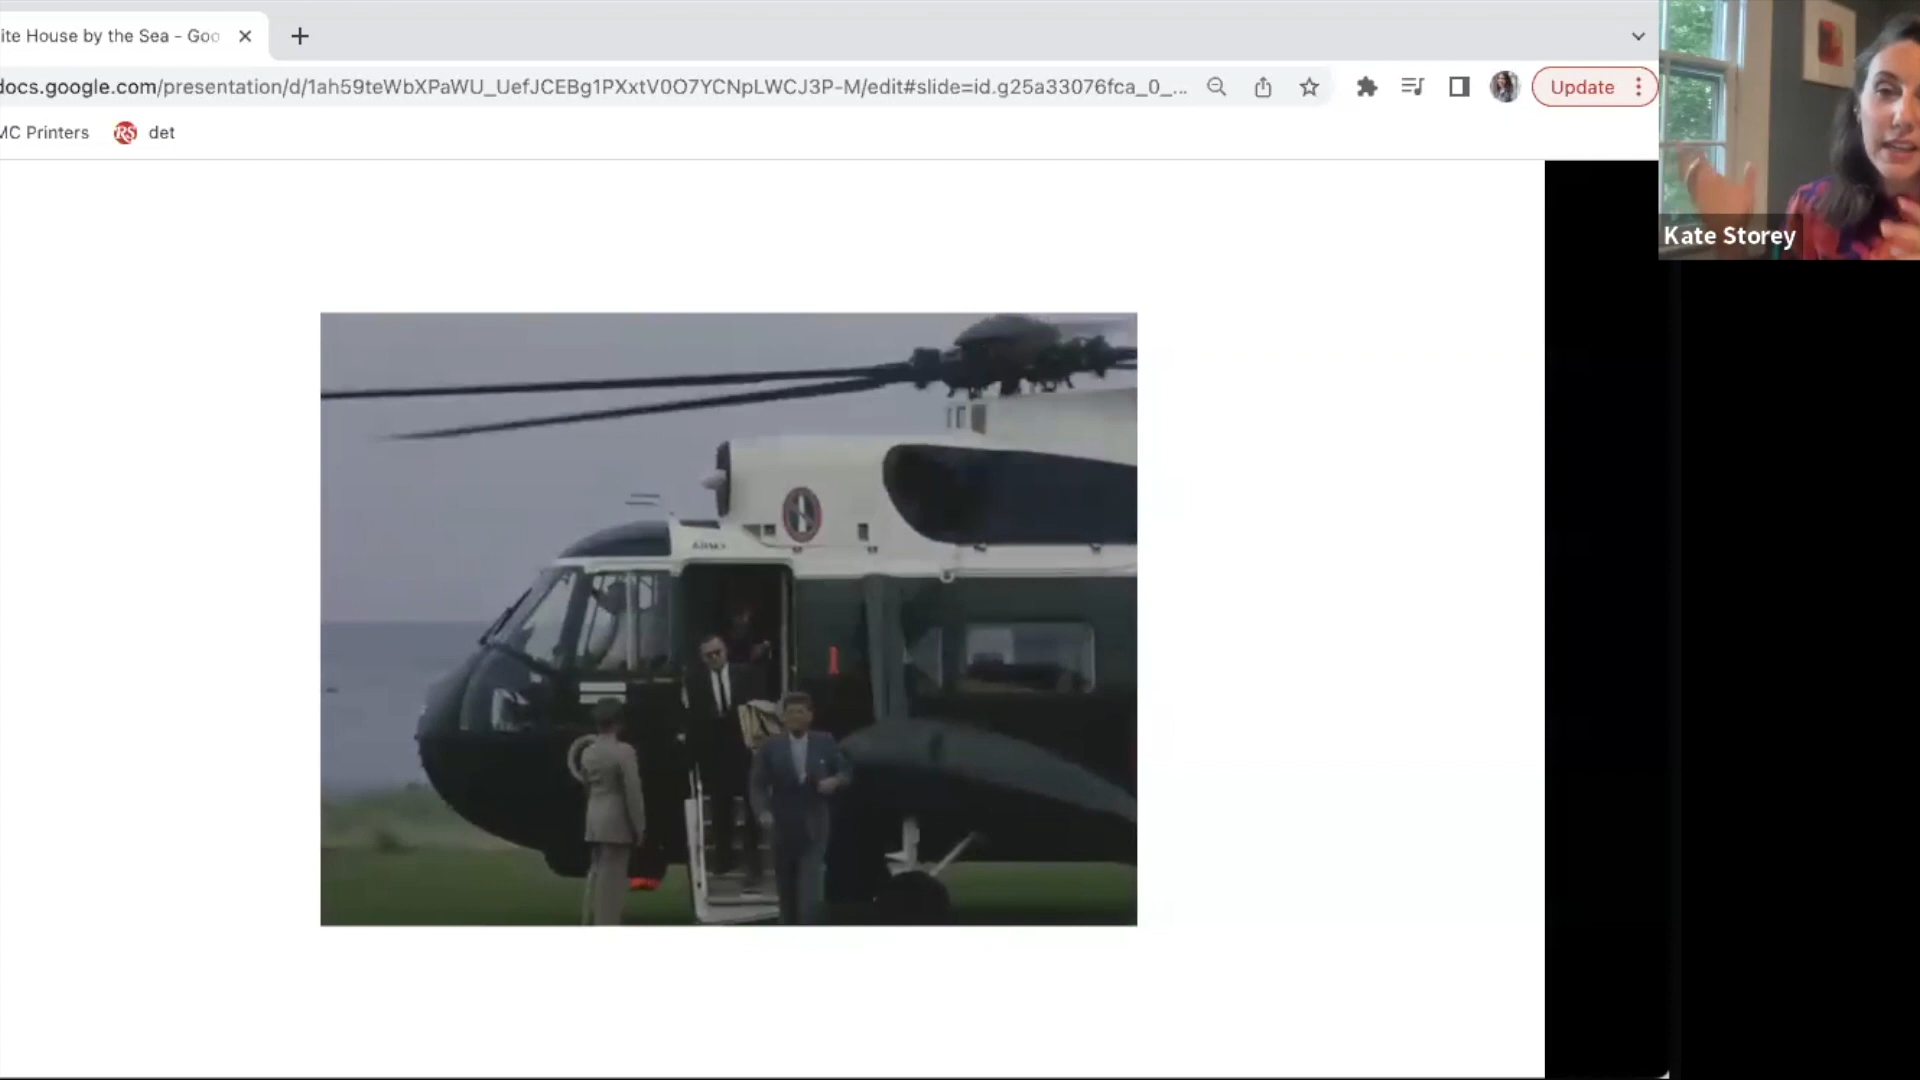 ite House by the Sea - Goo
docs.google.com/presentation/d/1ah59teWbXPaWU_UefJCEBg1PXxtV0O7YCNpLWCJ3P-M/edit#slide=id.g25a33076fca_0_...
Update
MC Printers
RS det
Kate Storey
ARMY